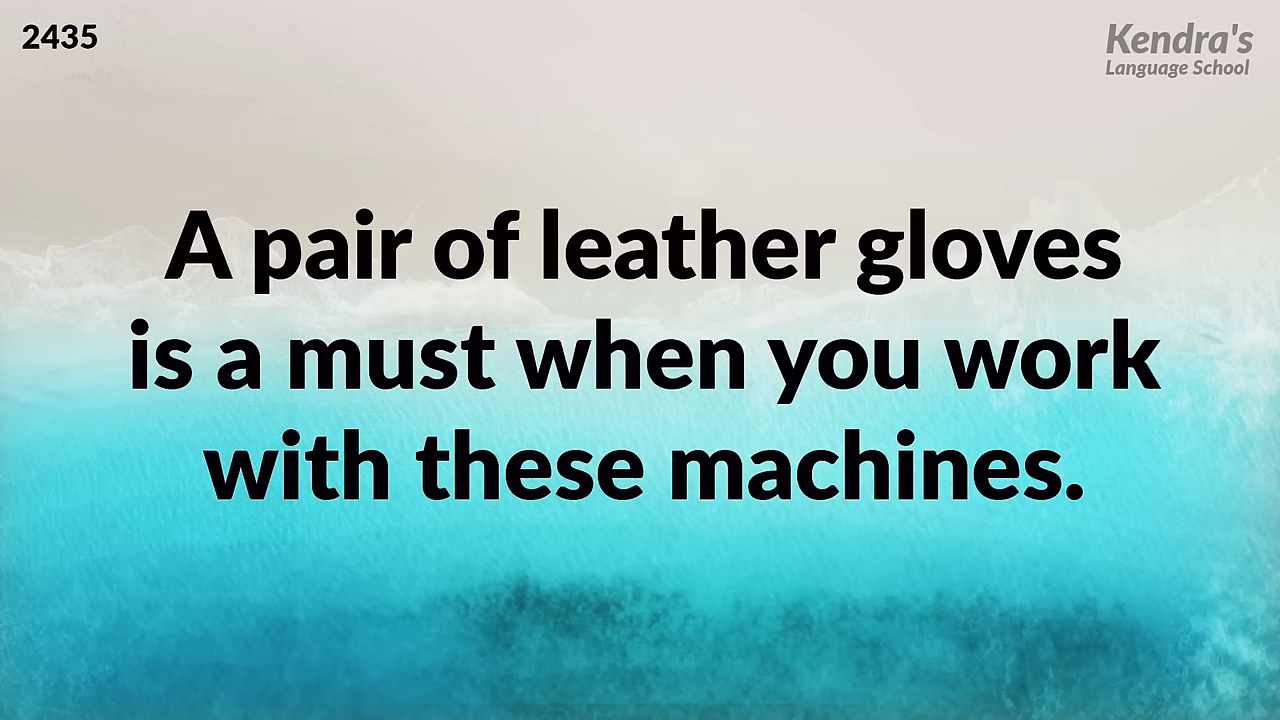 2435
Kendra's
Language School
A pair of leather gloves
is a must when you work
with these machines.